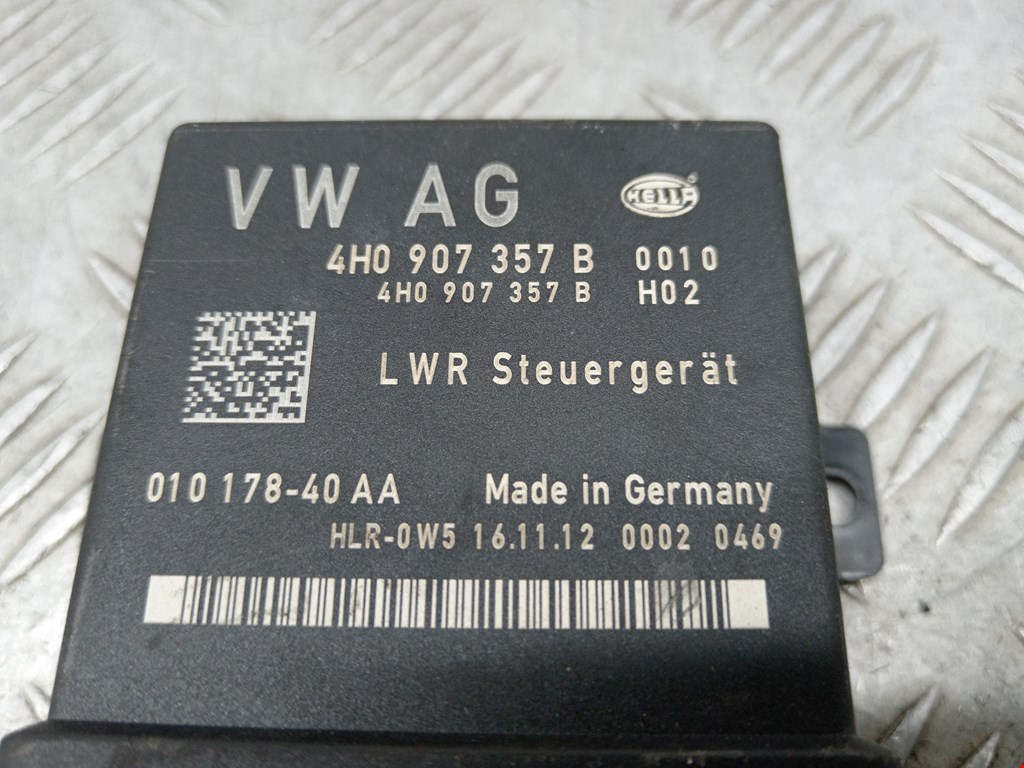 VW AG HELLA
4H0 907 357 B 0010
4H0 907 357 B H02
LWR Steuergerät
010 178-40 AA Made in Germany
HLR-0W5 16.11.12 0002 0469